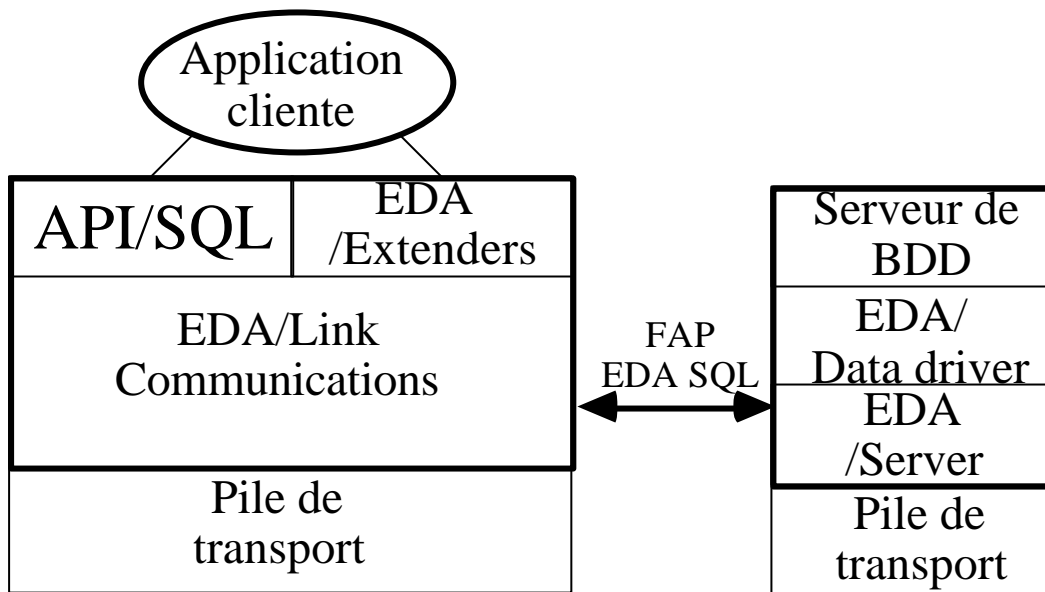 Application
cliente
API/SQL
EDA
/Extenders
EDA/Link
Communications
Pile de
transport
FAP
EDA SQL
Serveur de
BDD
EDA/
Data driver
EDA
/Server
Pile de
transport